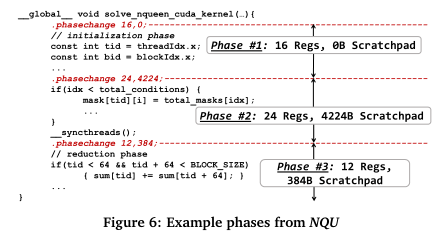 __global__ void solve_nqueen_cuda_kernel(…){
.phasechange 16,0;
// initialization phase
const int tid = threadIdx.x;
const int bid = blockIdx.x;
...
Phase #1: 16 Regs, 0B Scratchpad
.phasechange 24,4224;
if(idx < total_conditions) {
mask[tid][i] = total_masks[idx];
...
}
__syncthreads();
Phase #2: 24 Regs, 4224B Scratchpad
.phasechange 12,384;
// reduction phase
if(tid < 64 && tid + 64 < BLOCK_SIZE)
{ sum[tid] += sum[tid + 64]; }
...
}
Phase #3: 12 Regs,
384B Scratchpad
Figure 6: Example phases from NQU